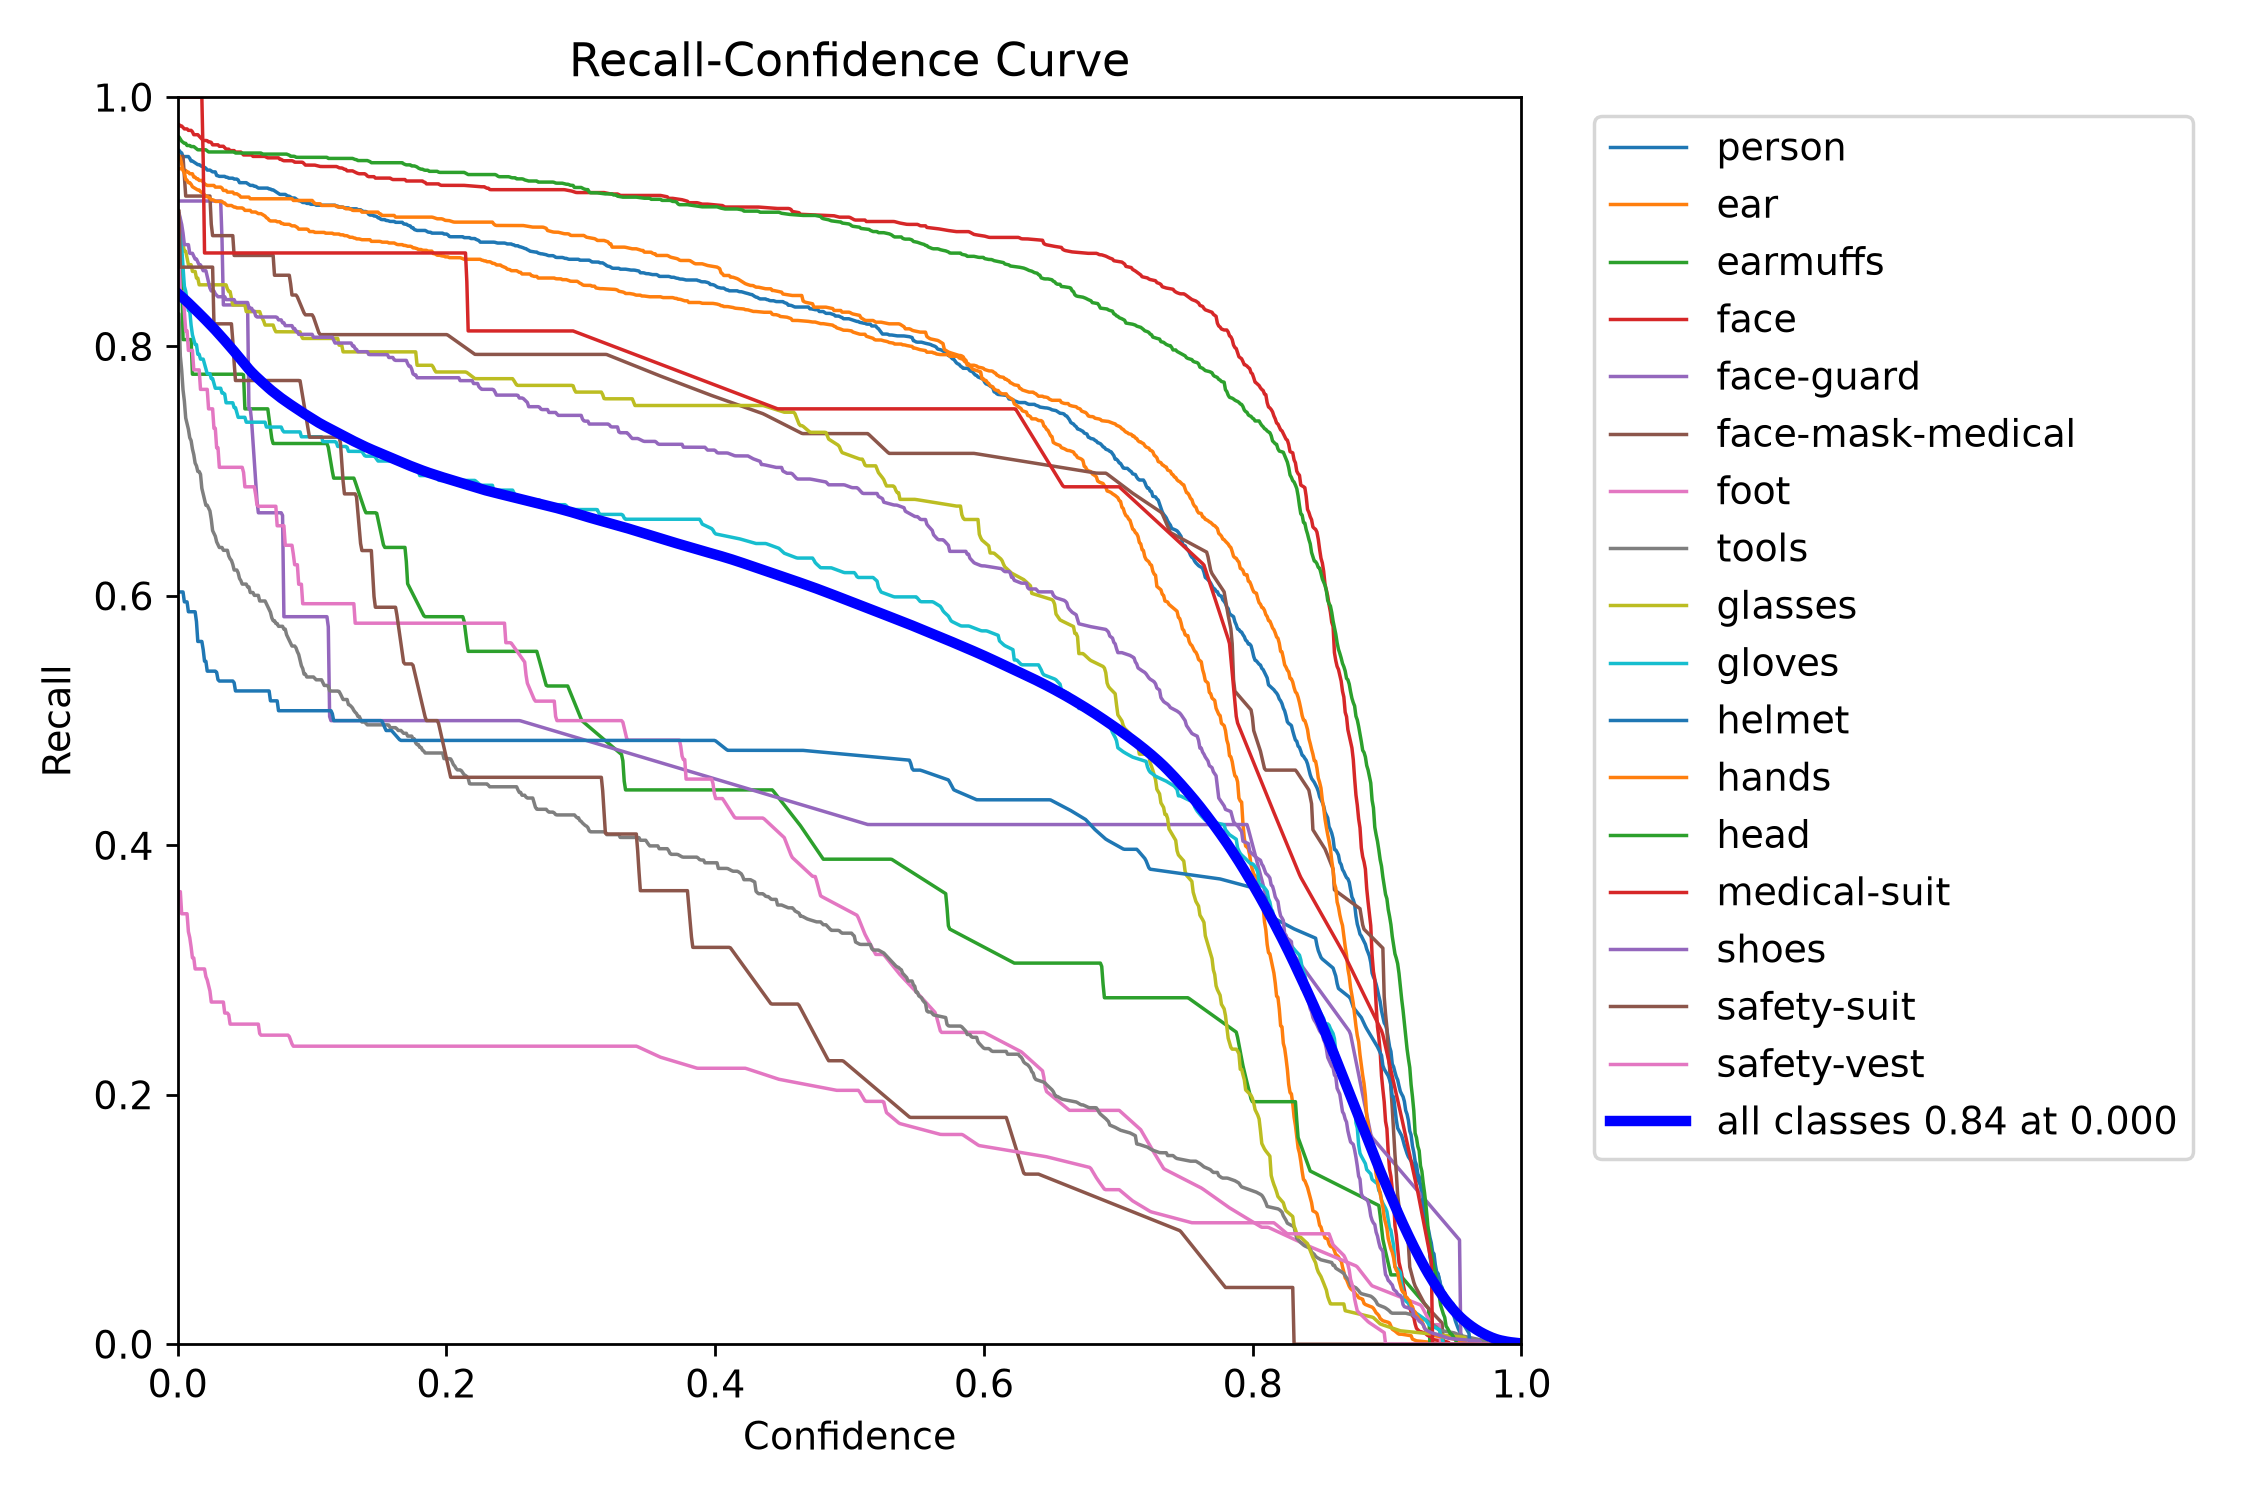 Recall-Confidence Curve
1.0
0.8
0.6
0.4
0.2
0.0
Recall
0.0 0.2 0.4 0.6 0.8 1.0
Confidence
person
ear
earmuffs
face
face-guard
face-mask-medical
foot
tools
glasses
gloves
helmet
hands
head
medical-suit
shoes
safety-suit
safety-vest
all classes 0.84 at 0.000